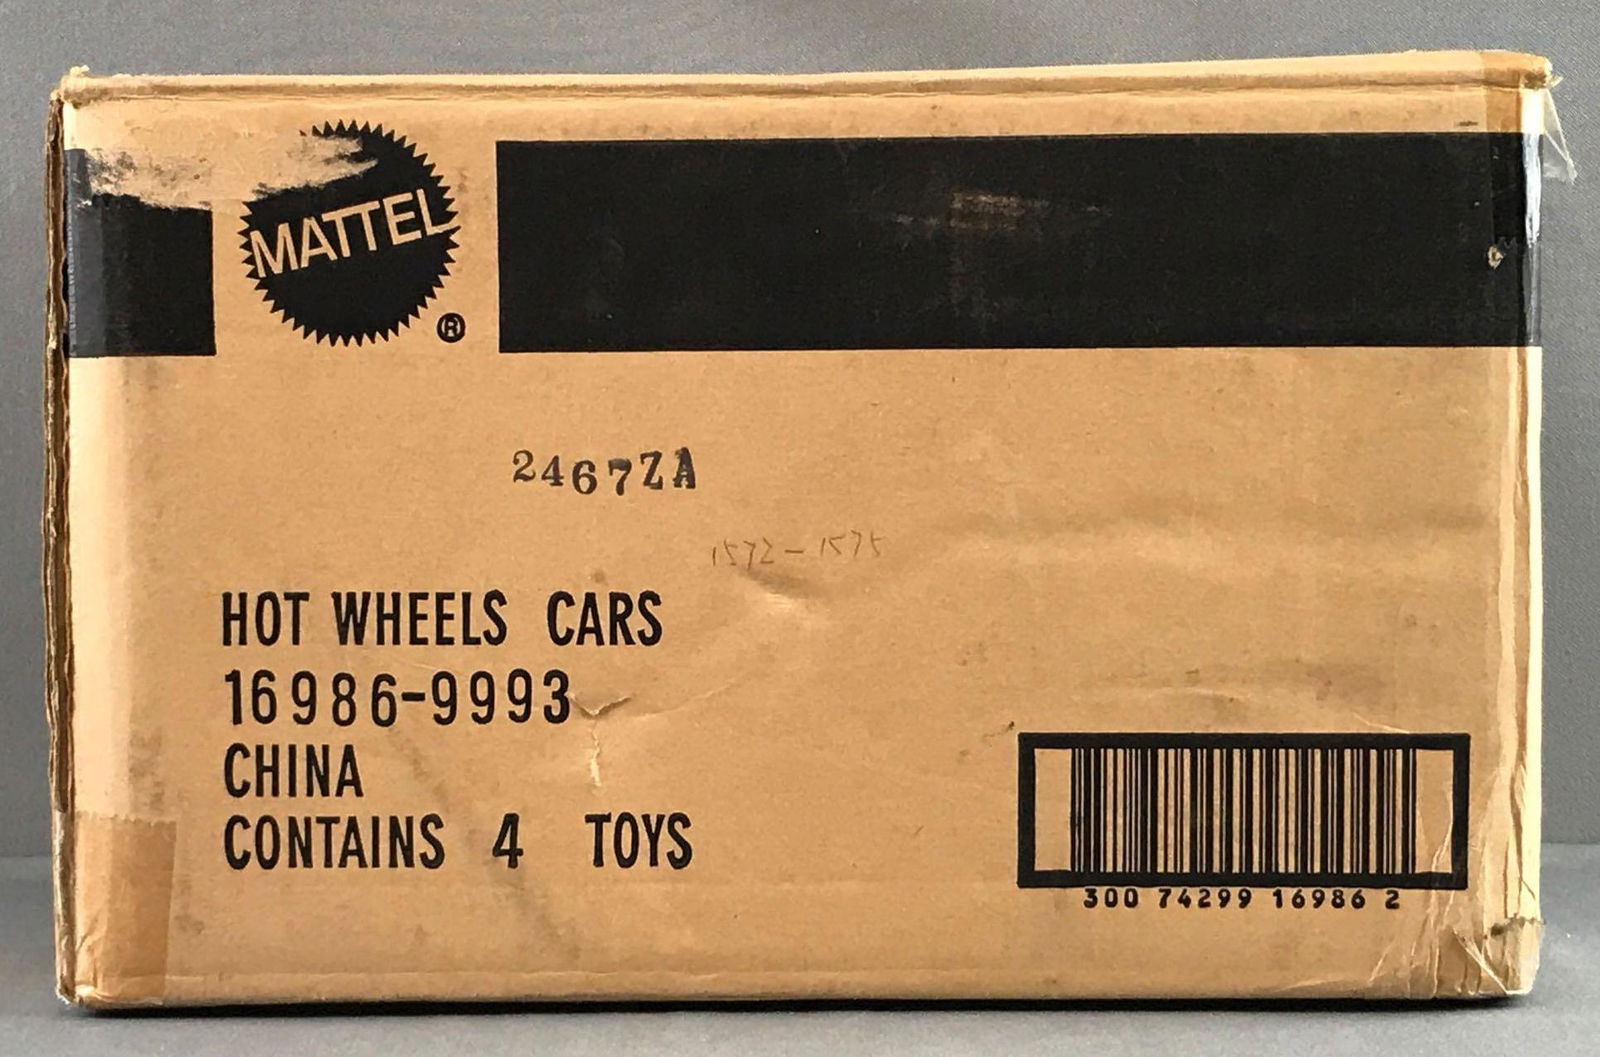 MATTEL
®
2467ZA
1572-1575
HOT WHEELS CARS
16986-9993
CHINA
CONTAINS 4 TOYS
300 74299 16986 2